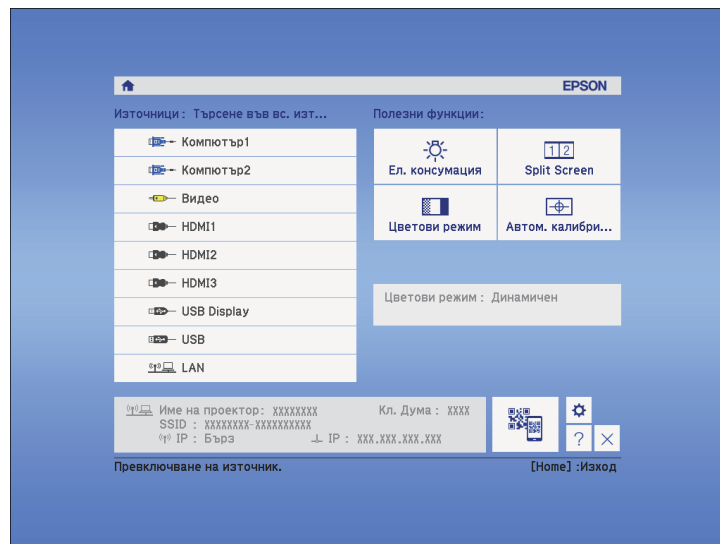 EPSON
Източници : Търсене във вс. изт...
Компютър1
Компютър2
Видео
HDMI1
HDMI2
HDMI3
USB Display
USB
LAN
Полезни функции:
Ел. консумация
1 2
Split Screen
Цветови режим
Автом. калибри...
Цветови режим : Динамичен
Име на проектор: XXXXXXXX Кл. Дума : XXXX
SSID : XXXXXXXX-XXXXXXXXXX
IP : Бърз IP : XXX.XXX.XXX.XXX
?
Превключване на източник. [Home] :Изход